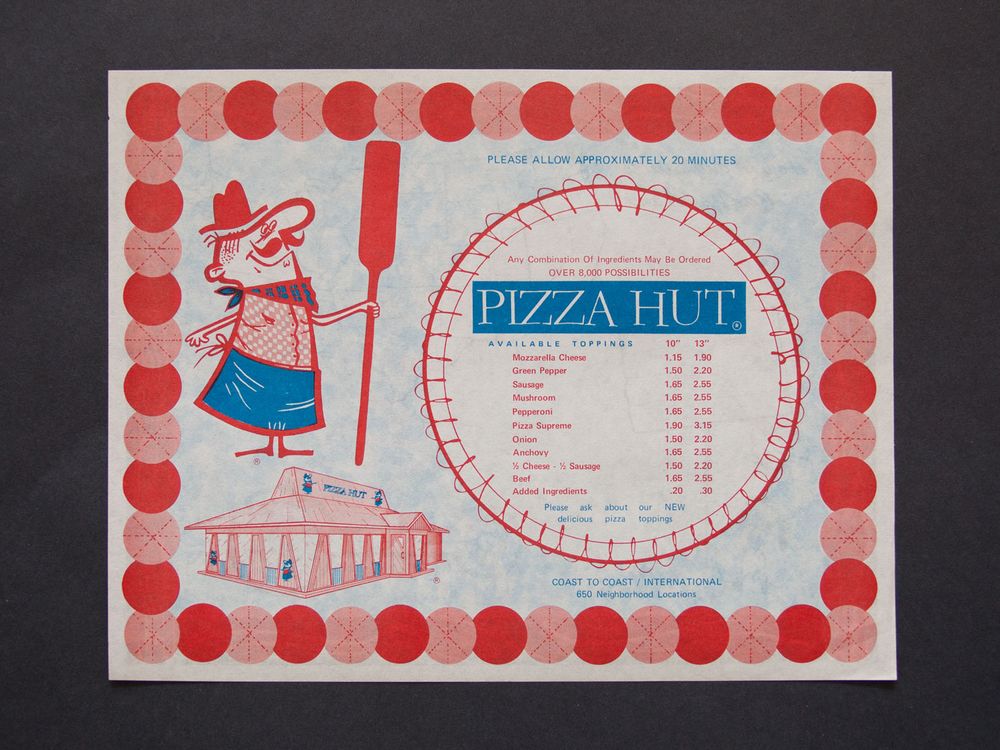 PLEASE ALLOW APPROXIMATELY 20 MINUTES
Any Combination Of Ingredients May Be Ordered
OVER 8,000 POSSIBILITIES
PIZZA HUT®
AVAILABLE TOPPINGS 10" 13"
Mozzarella Cheese 1.15 1.90
Green Pepper 1.50 2.20
Sausage 1.65 2.55
Mushroom 1.65 2.55
Pepperoni 1.65 2.55
Pizza Supreme 1.90 3.15
Onion 1.50 2.20
Anchovy 1.65 2.55
½ Cheese - ½ Sausage 1.50 2.20
Beef 1.65 2.55
Added Ingredients .20 .30
Please ask about our NEW
delicious pizza toppings
COAST TO COAST / INTERNATIONAL
650 Neighborhood Locations
®
PIZZA HUT
®